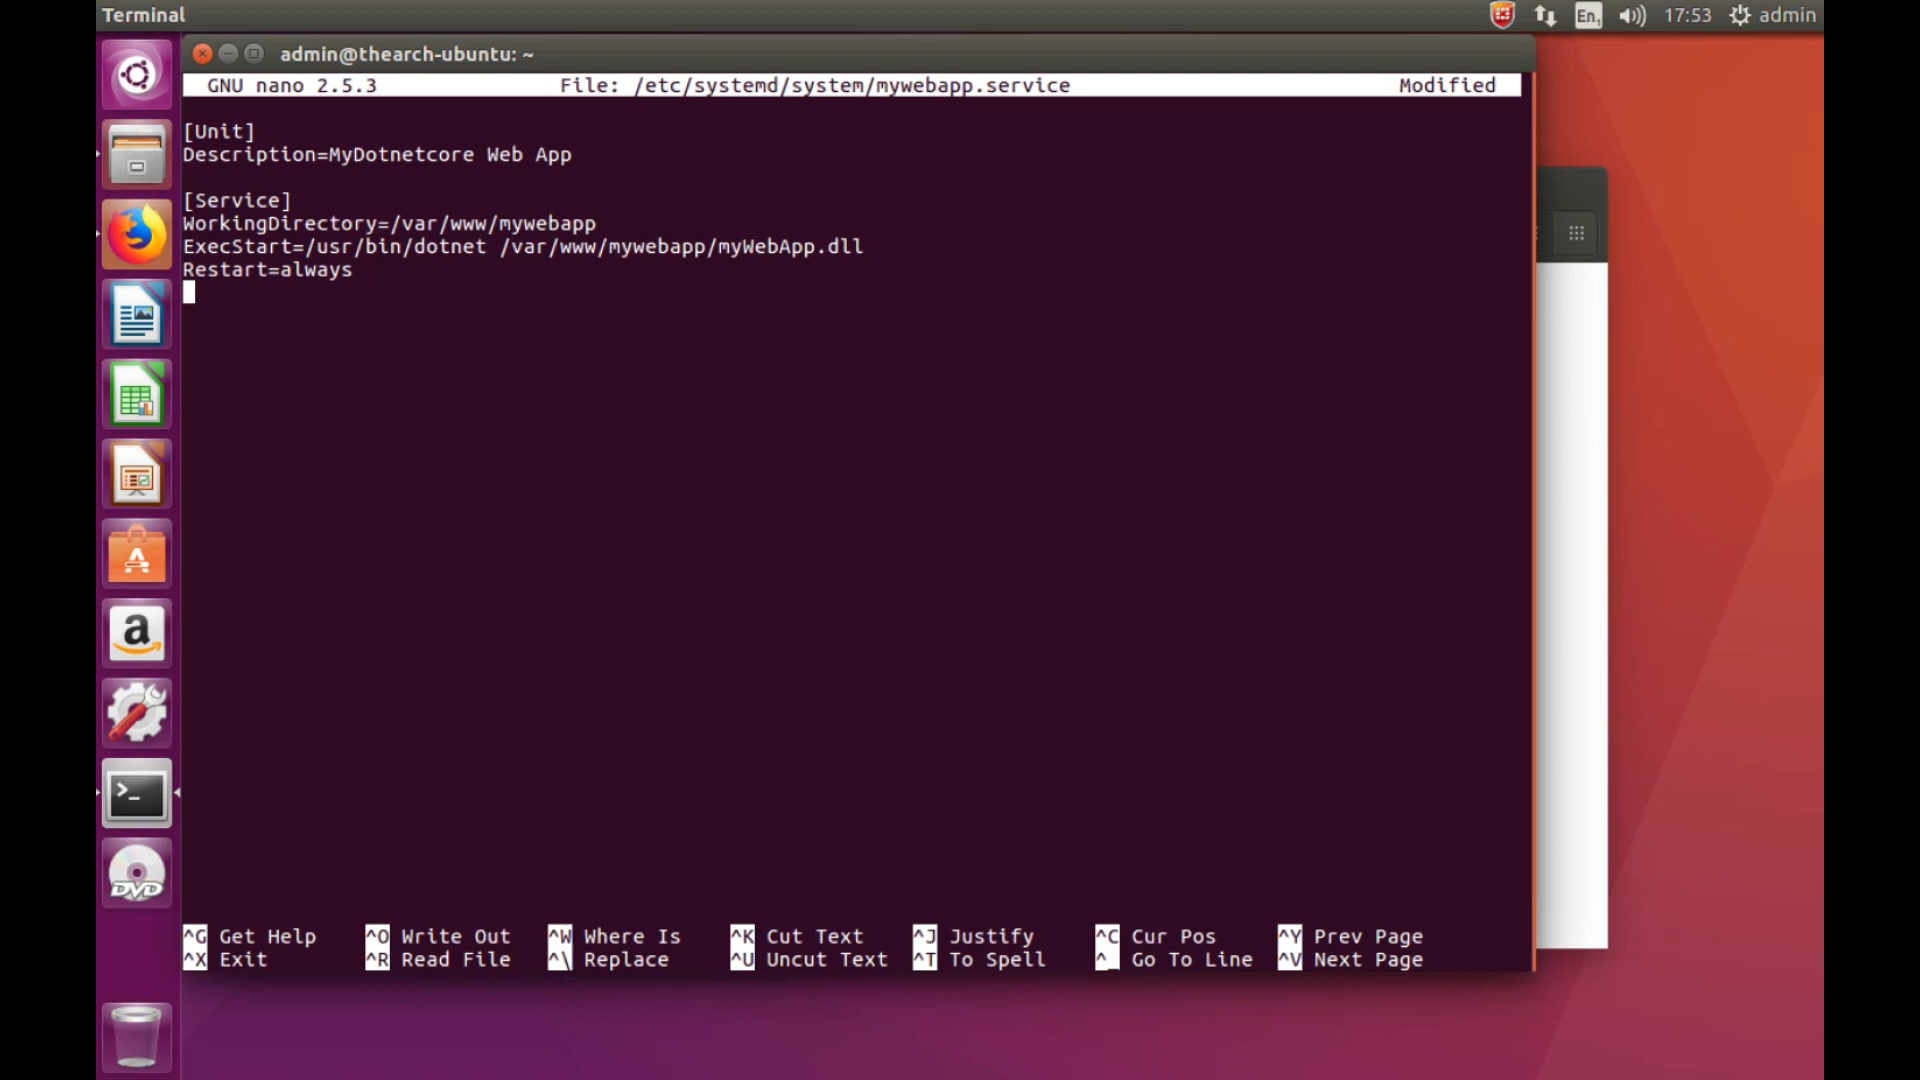 Terminal
En1 17:53 admin
admin@thearch-ubuntu: ~
GNU nano 2.5.3 File: /etc/systemd/system/mywebapp.service Modified
[Unit]
Description=MyDotnetcore Web App
[Service]
WorkingDirectory=/var/www/mywebapp
ExecStart=/usr/bin/dotnet /var/www/mywebapp/myWebApp.dll
Restart=always
^G Get Help ^O Write Out ^W Where Is ^K Cut Text ^J Justify ^C Cur Pos ^Y Prev Page
^X Exit ^R Read File ^\ Replace ^U Uncut Text ^T To Spell ^_ Go To Line ^V Next Page
a
>_
DVD